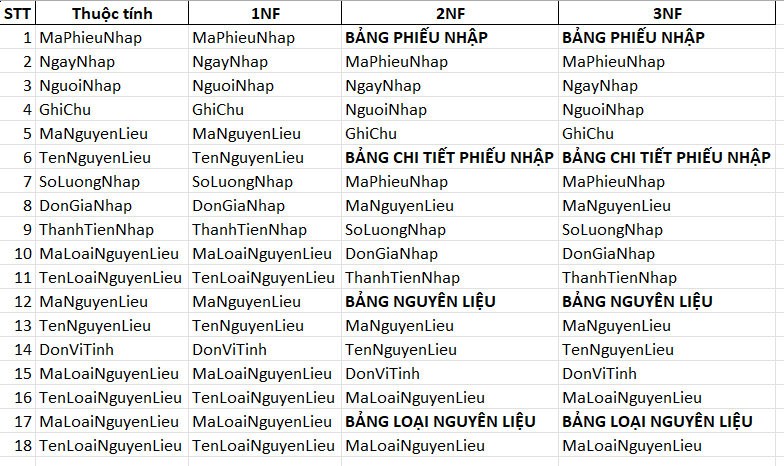 STT Thuộc tính 1NF 2NF 3NF
1 MaPhieuNhap MaPhieuNhap BẢNG PHIẾU NHẬP BẢNG PHIẾU NHẬP
2 NgayNhap NgayNhap MaPhieuNhap MaPhieuNhap
3 NguoiNhap NguoiNhap NgayNhap NgayNhap
4 GhiChu GhiChu NguoiNhap NguoiNhap
5 MaNguyenLieu MaNguyenLieu GhiChu GhiChu
6 TenNguyenLieu TenNguyenLieu BẢNG CHI TIẾT PHIẾU NHẬP BẢNG CHI TIẾT PHIẾU NHẬP
7 SoLuongNhap SoLuongNhap MaPhieuNhap MaPhieuNhap
8 DonGiaNhap DonGiaNhap MaNguyenLieu MaNguyenLieu
9 ThanhTienNhap ThanhTienNhap SoLuongNhap SoLuongNhap
10 MaLoaiNguyenLieu MaLoaiNguyenLieu DonGiaNhap DonGiaNhap
11 TenLoaiNguyenLieu TenLoaiNguyenLieu ThanhTienNhap ThanhTienNhap
12 MaNguyenLieu MaNguyenLieu BẢNG NGUYÊN LIỆU BẢNG NGUYÊN LIỆU
13 TenNguyenLieu TenNguyenLieu MaNguyenLieu MaNguyenLieu
14 DonViTinh DonViTinh TenNguyenLieu TenNguyenLieu
15 MaLoaiNguyenLieu MaLoaiNguyenLieu DonViTinh DonViTinh
16 TenLoaiNguyenLieu TenLoaiNguyenLieu MaLoaiNguyenLieu MaLoaiNguyenLieu
17 MaLoaiNguyenLieu MaLoaiNguyenLieu BẢNG LOẠI NGUYÊN LIỆU BẢNG LOẠI NGUYÊN LIỆU
18 TenLoaiNguyenLieu TenLoaiNguyenLieu MaLoaiNguyenLieu MaLoaiNguyenLieu